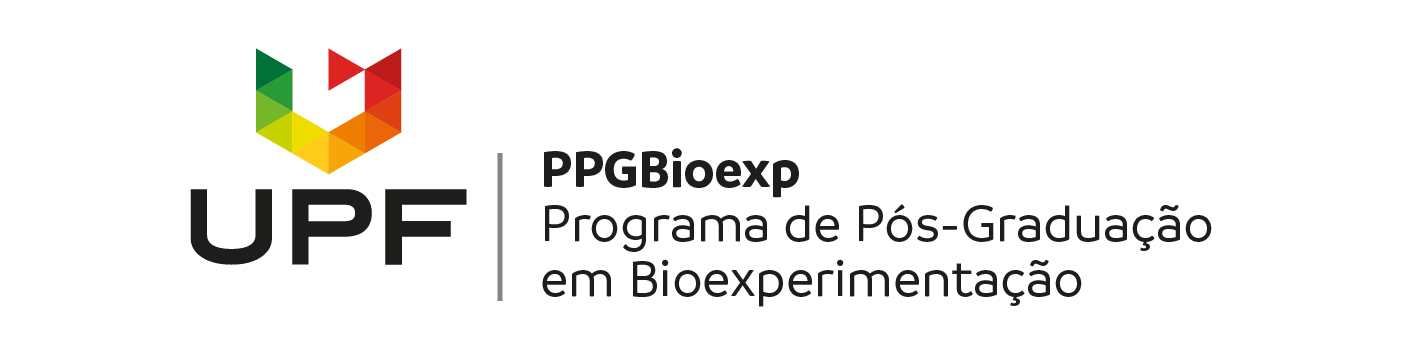 UPF
PPGBioexp
Programa de Pós-Graduação
em Bioexperimentação